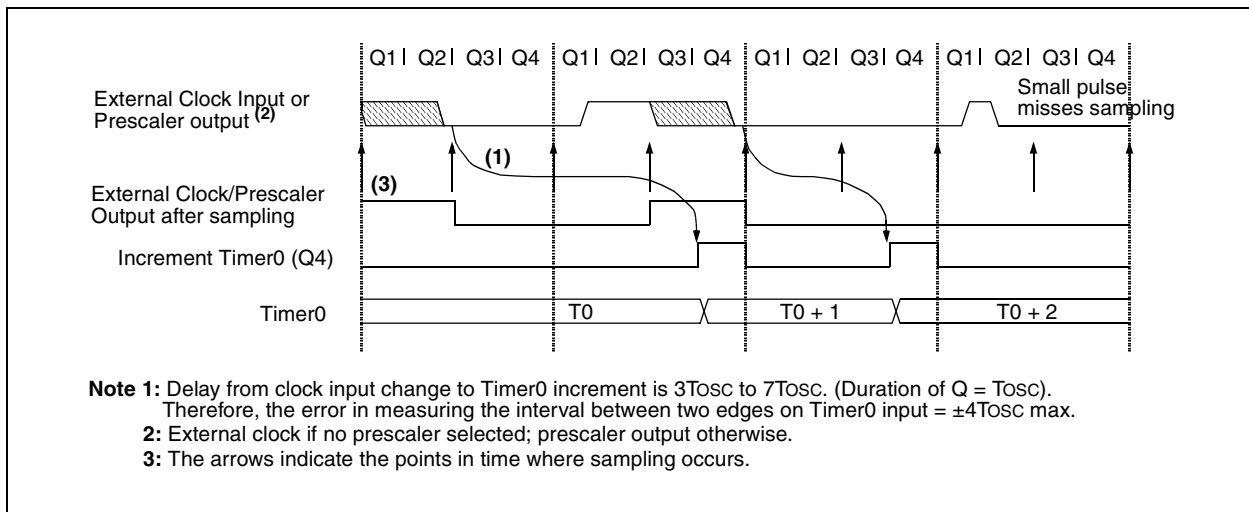 Q1| Q2| Q3| Q4 Q1| Q2| Q3| Q4 Q1| Q2| Q3| Q4 Q1| Q2| Q3| Q4
External Clock Input or
Prescaler output (2)
Small pulse
misses sampling
(1)
(3)
External Clock/Prescaler
Output after sampling
Increment Timer0 (Q4)
Timer0 T0 T0 + 1 T0 + 2
Note 1: Delay from clock input change to Timer0 increment is 3TOSC to 7TOSC. (Duration of Q = TOSC).
Therefore, the error in measuring the interval between two edges on Timer0 input = ±4TOSC max.
2: External clock if no prescaler selected; prescaler output otherwise.
3: The arrows indicate the points in time where sampling occurs.